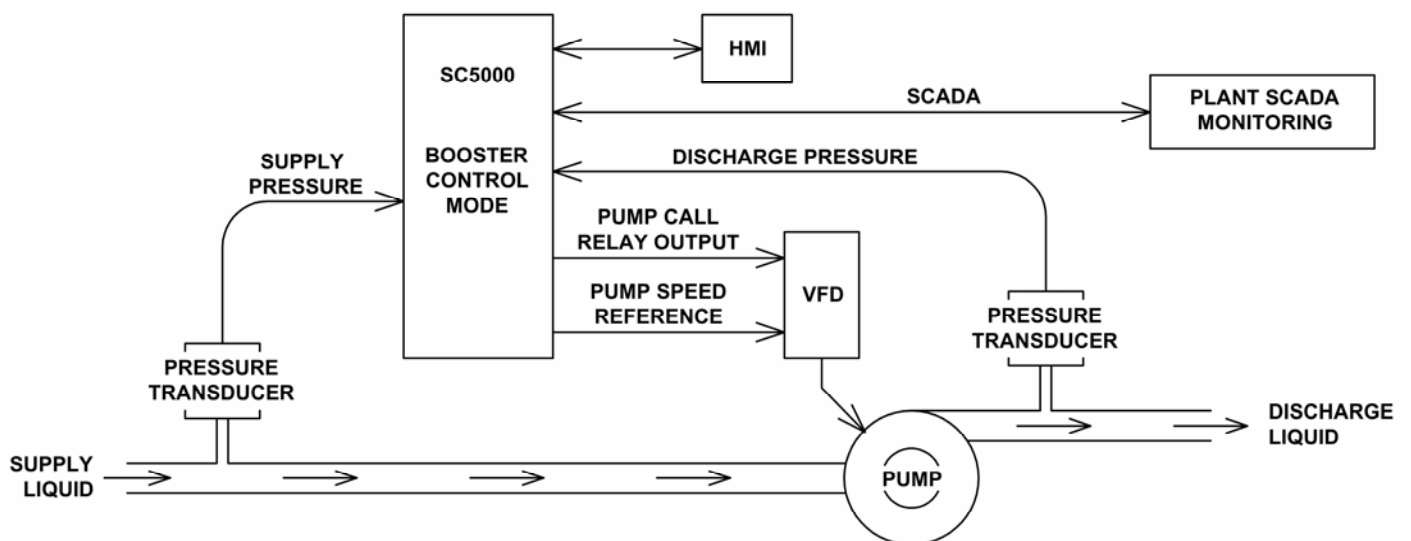 SC5000
BOOSTER
CONTROL
MODE
HMI
SCADA
PLANT SCADA
MONITORING
SUPPLY
PRESSURE
DISCHARGE PRESSURE
PUMP CALL
RELAY OUTPUT
PUMP SPEED
REFERENCE
VFD
PRESSURE
TRANSDUCER
PRESSURE
TRANSDUCER
SUPPLY
LIQUID
PUMP
DISCHARGE
LIQUID